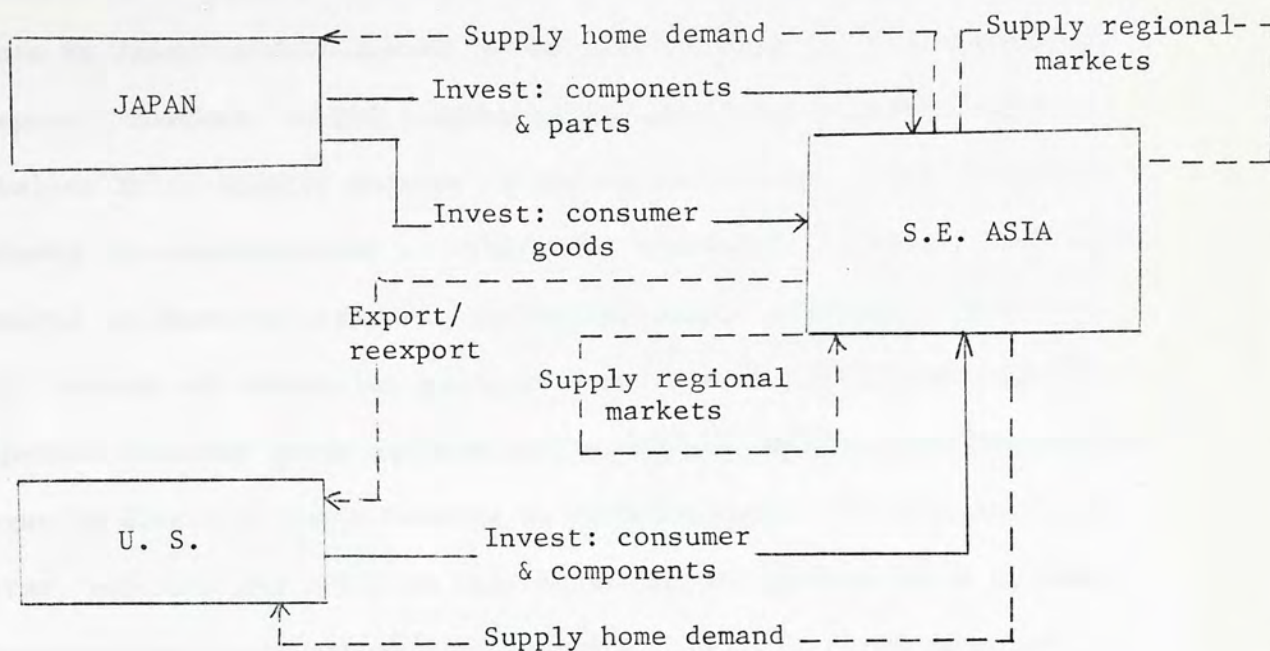 Supply home demand
Supply regional
markets
JAPAN
Invest: components
& parts
Invest: consumer
goods
S.E. ASIA
Export/
reexport
Supply regional
markets
U. S.
Invest: consumer
& components
Supply home demand